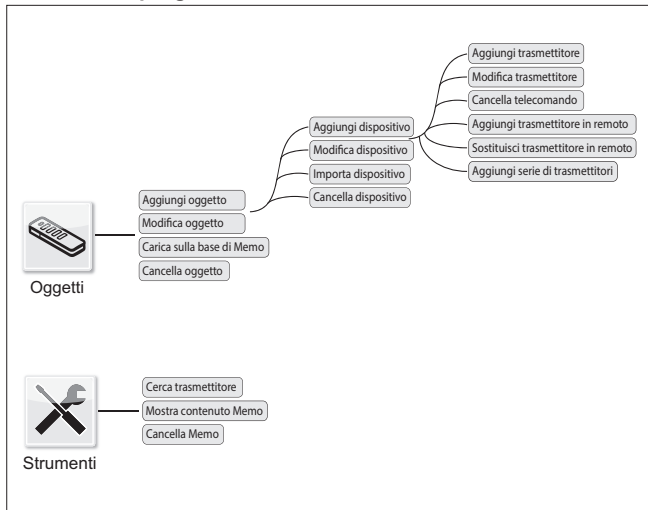 Aggiungi trasmettitore
Modifica trasmettitore
Cancella telecomando
Aggiungi trasmettitore in remoto
Sostituisci trasmettitore in remoto
Aggiungi serie di trasmettitori
Aggiungi dispositivo
Modifica dispositivo
Importa dispositivo
Cancella dispositivo
Aggiungi oggetto
Modifica oggetto
Carica sulla base di Memo
Cancella oggetto
Oggetti
Cerca trasmettitore
Mostra contenuto Memo
Cancella Memo
Strumenti